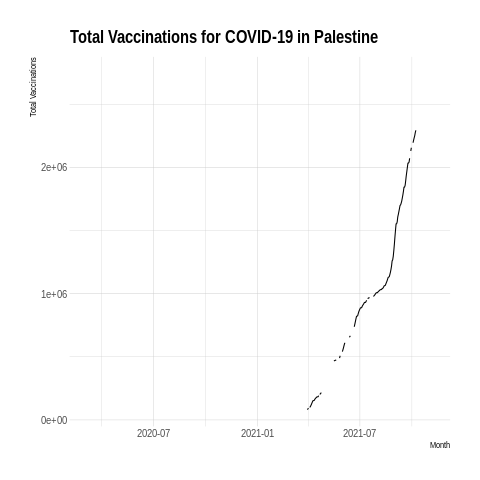 Total Vaccinations for COVID-19 in Palestine
Total Vaccinations
2e+06
1e+06
0e+00
2020-07
2021-01
2021-07
Month